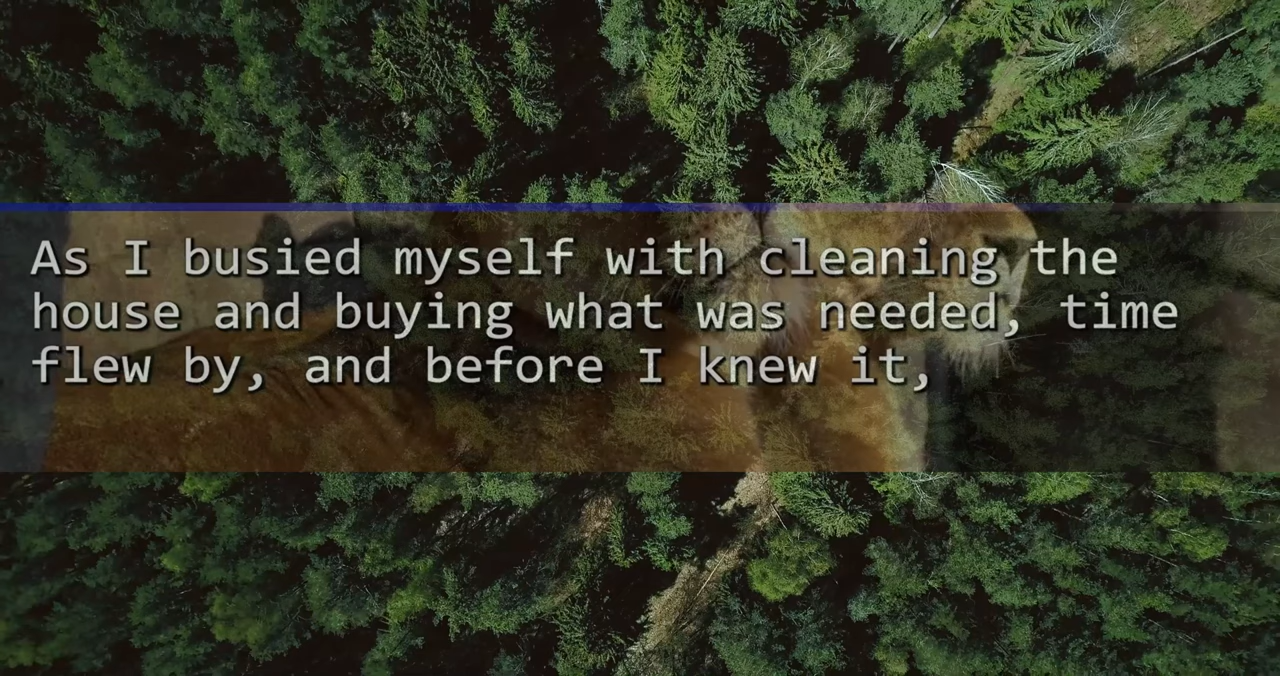 As I busied myself with cleaning the
house and buying what was needed, time
flew by, and before I knew it,